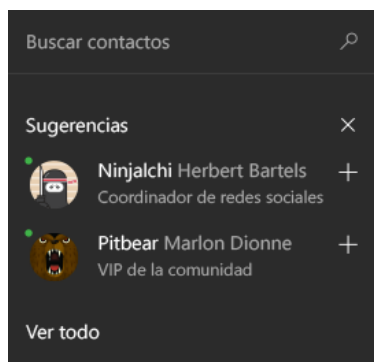 Buscar contactos
Sugerencias
Ninjalchi Herbert Bartels
Coordinador de redes sociales
Pitbear Marlon Dionne
VIP de la comunidad
Ver todo